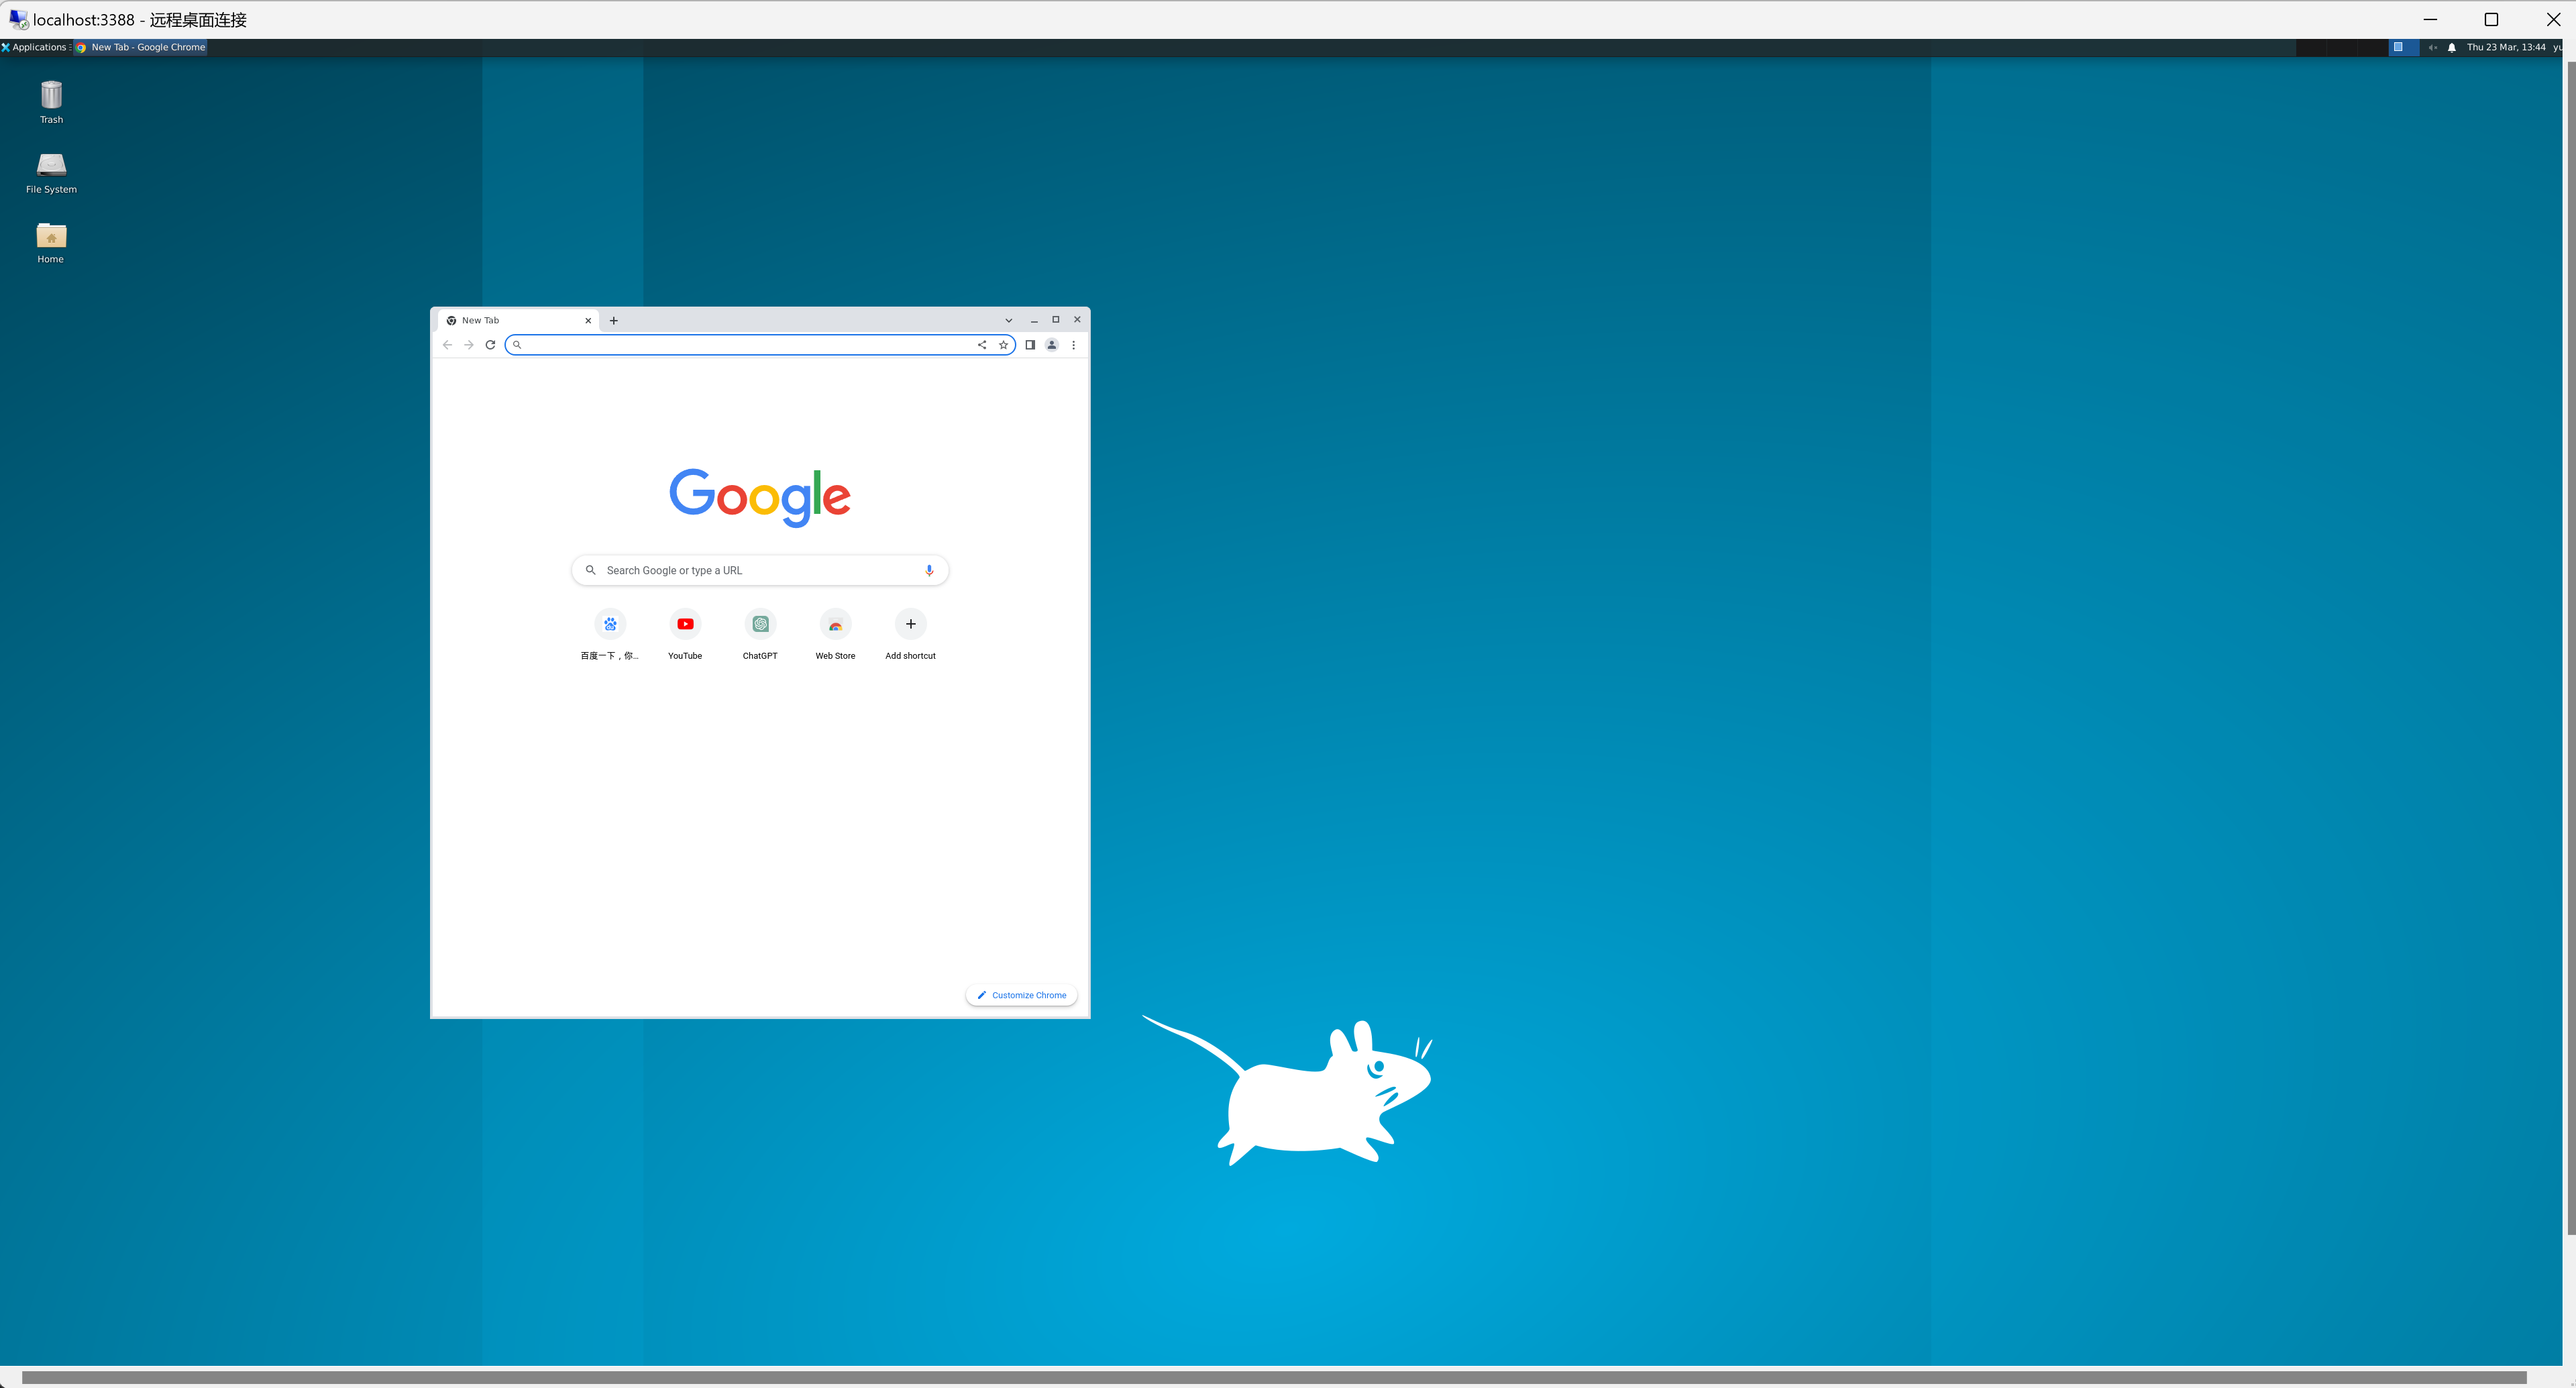 localhost:3388 - 远程桌面连接
Applications
New Tab - Google Chrome
Thu 23 Mar, 13:44
Trash
File System
Home
New Tab
Google
Search Google or type a URL
百度一下，你...
YouTube
ChatGPT
Web Store
Add shortcut
Customize Chrome